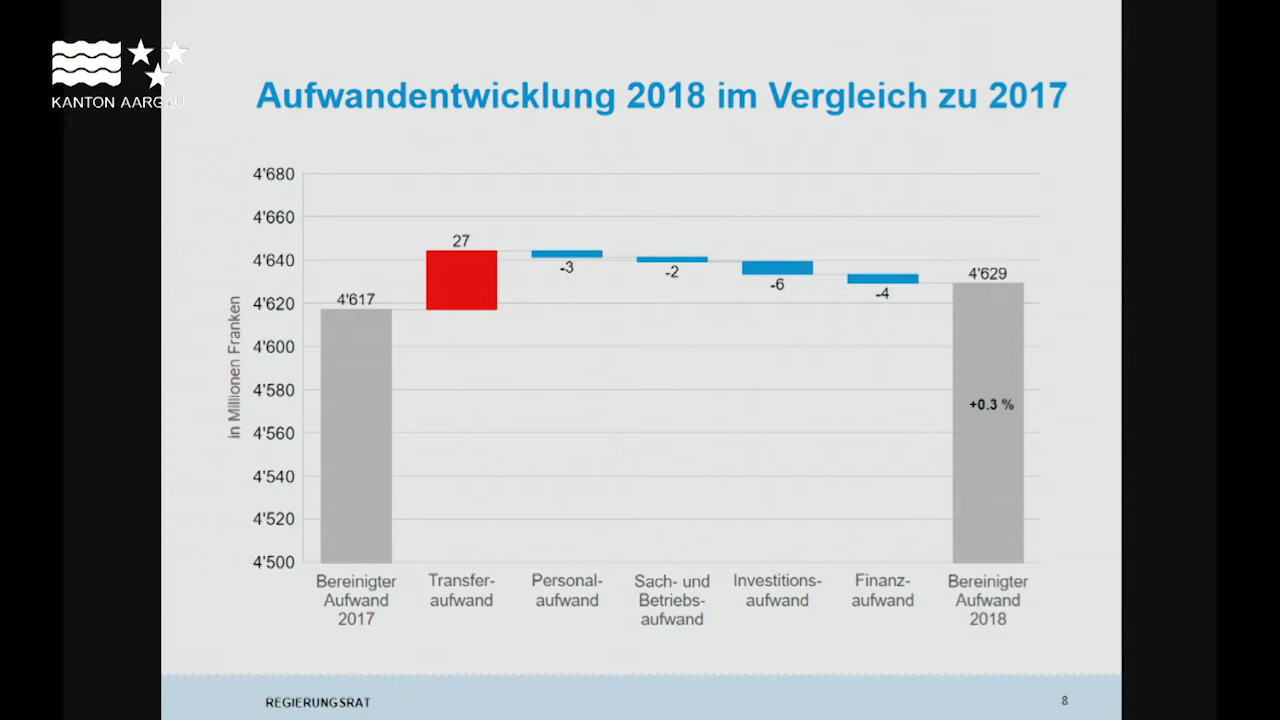 KANTON AARGAU
Aufwandentwicklung 2018 im Vergleich zu 2017
in Millionen Franken
4'680
4'660
4'640
4'620
4'600
4'580
4'560
4'540
4'520
4'500
4'617
27
-3
-2
-6
-4
4'629
+0.3 %
Bereinigter
Aufwand
2017
Transfer-
aufwand
Personal-
aufwand
Sach- und
Betriebs-
aufwand
Investitions-
aufwand
Finanz-
aufwand
Bereinigter
Aufwand
2018
REGIERUNGSRAT
8